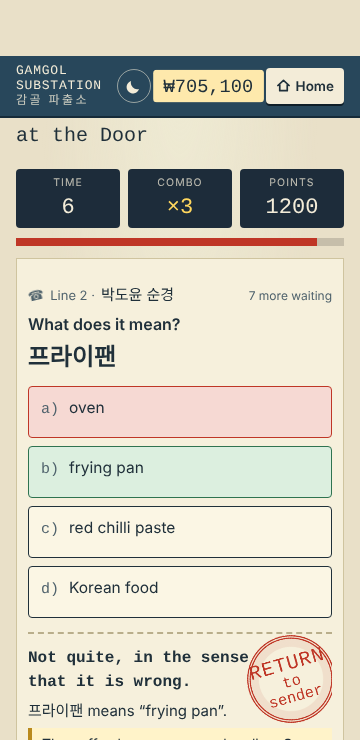 GAMGOL
SUBSTATION
감골 파출소
₩705,100
Home
at the Door
TIME
6
COMBO
×3
POINTS
1200
☎ Line 2 · 박도윤 순경
7 more waiting
What does it mean?
프라이팬
a) oven
b) frying pan
c) red chilli paste
d) Korean food
Not quite, in the sense
that it is wrong.
프라이팬 means “frying pan”.
RETURN
to
sender